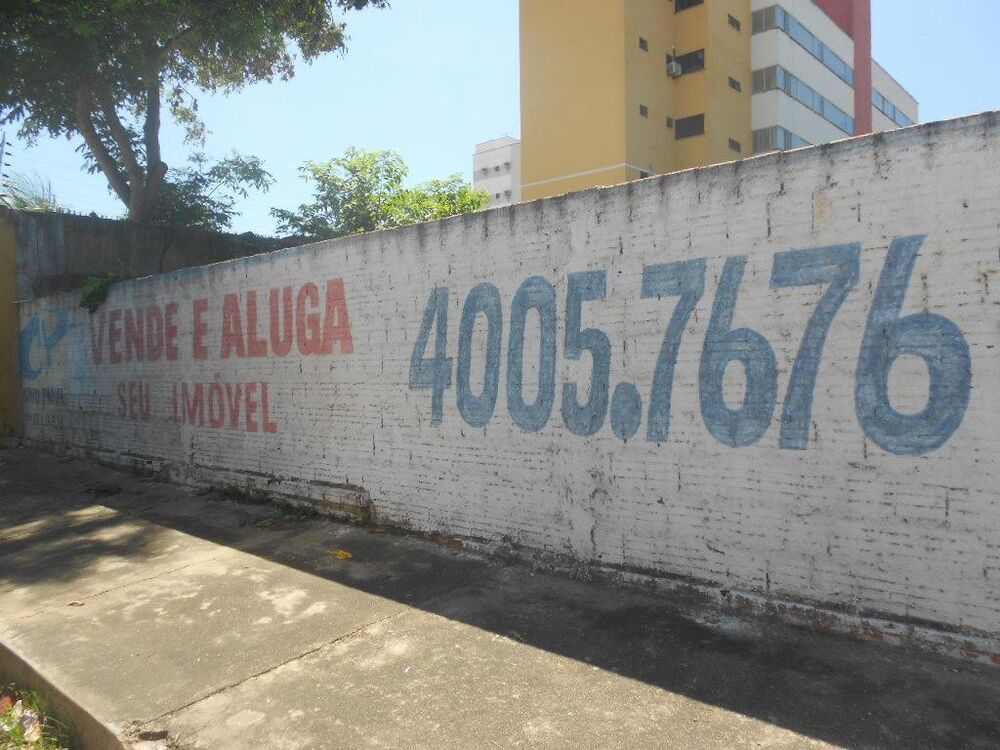 VENDE E ALUGA
SEU IMÓVEL
4005.7676